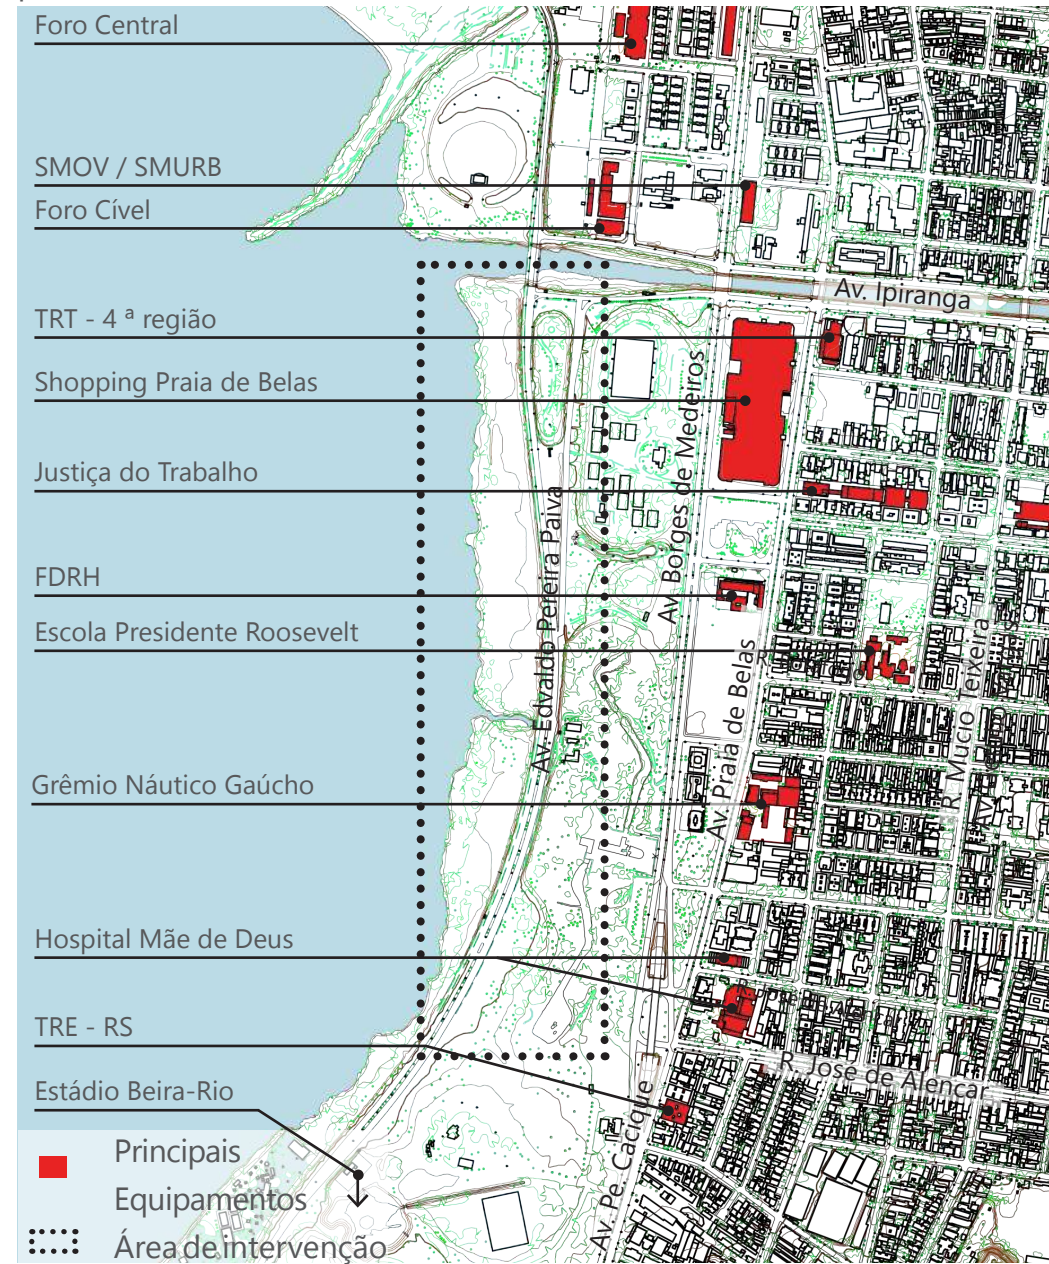 Foro Central
SMOV / SMURB
Foro Cível
Av. Ipiranga
TRT - 4 ª região
Shopping Praia de Belas
Av. Borges de Medeiros
Justiça do Trabalho
Av. Edvaldo Pereira Paiva
FDRH
Escola Presidente Roosevelt
Av. Praia de Belas
R. Múcio Teixeira
Grêmio Náutico Gaúcho
Hospital Mãe de Deus
TRE - RS
R. José de Alencar
Estádio Beira-Rio
Av. Pe. Cacique
Principais
Equipamentos
Área de intervenção